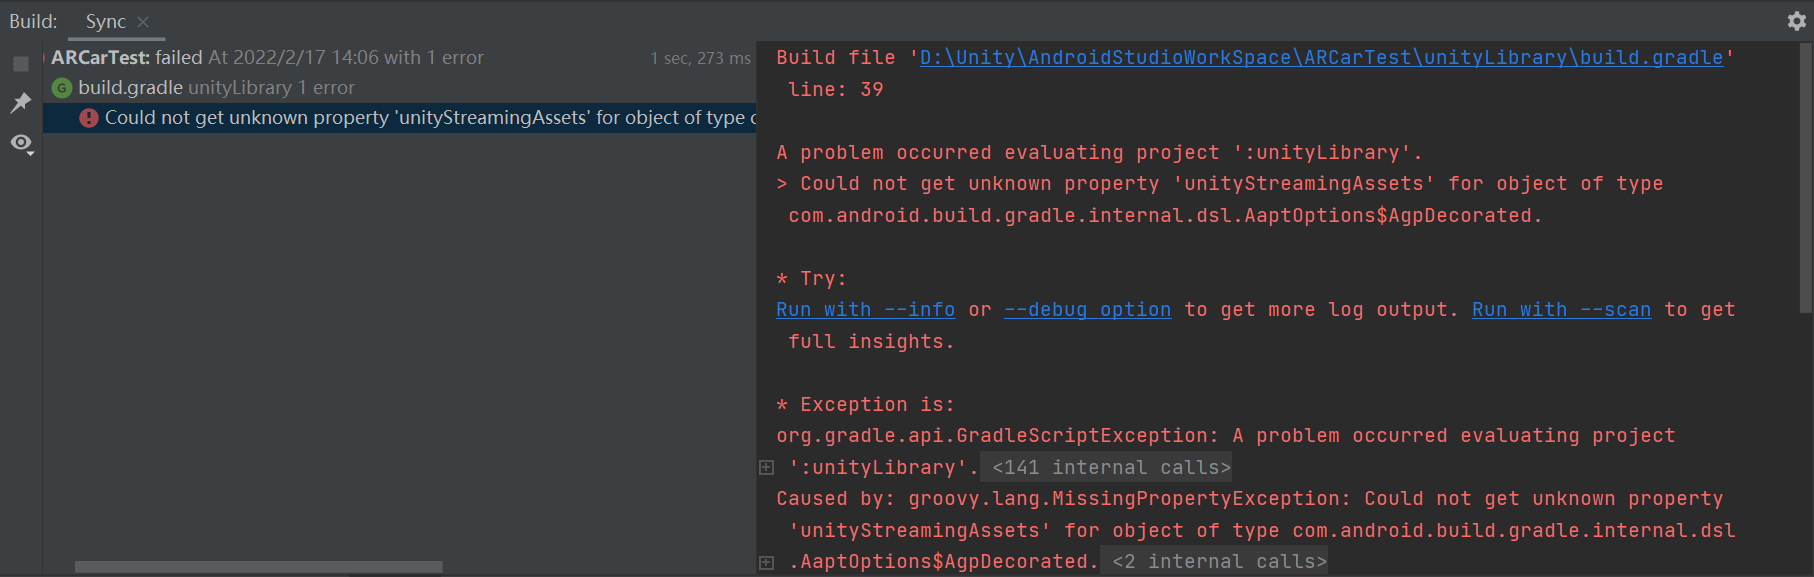 Build: Sync
ARCarTest: failed At 2022/2/17 14:06 with 1 error 1 sec, 273 ms
build.gradle unityLibrary 1 error
Could not get unknown property 'unityStreamingAssets' for object of type
Build file 'D:\Unity\AndroidStudioWorkSpace\ARCarTest\unityLibrary\build.gradle'
line: 39
A problem occurred evaluating project ':unityLibrary'.
> Could not get unknown property 'unityStreamingAssets' for object of type
com.android.build.gradle.internal.dsl.AaptOptions$AgpDecorated.
* Try:
Run with --info or --debug option to get more log output. Run with --scan to get
full insights.
* Exception is:
org.gradle.api.GradleScriptException: A problem occurred evaluating project
':unityLibrary'. <141 internal calls>
Caused by: groovy.lang.MissingPropertyException: Could not get unknown property
'unityStreamingAssets' for object of type com.android.build.gradle.internal.dsl
.AaptOptions$AgpDecorated. <2 internal calls>